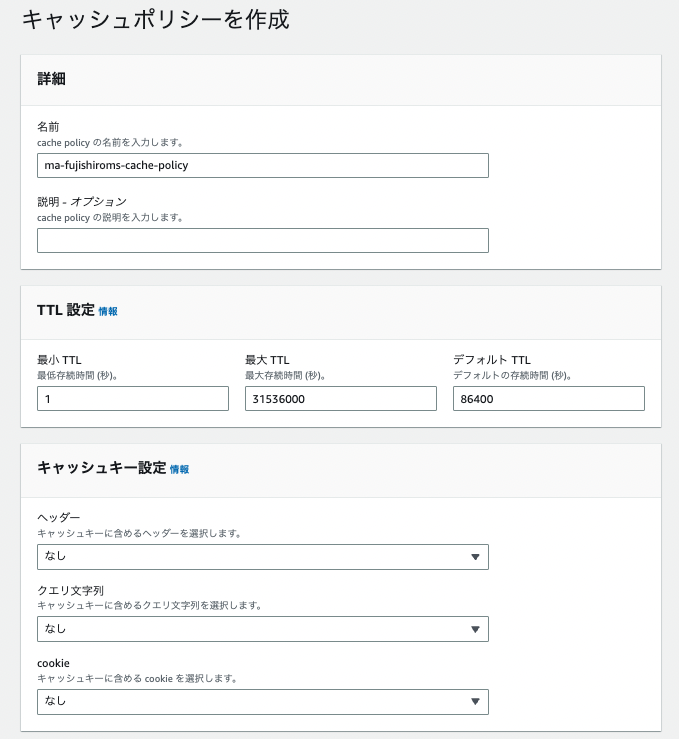 キャッシュポリシーを作成
詳細
名前
cache policy の名前を入力します。
ma-fujishiroms-cache-policy
説明 - オプション
cache policy の説明を入力します。
TTL 設定 情報
最小 TTL
最低存続時間 (秒)。
1
最大 TTL
最大存続時間 (秒)。
31536000
デフォルト TTL
デフォルトの存続時間 (秒)。
86400
キャッシュキー設定 情報
ヘッダー
キャッシュキーに含めるヘッダーを選択します。
なし
クエリ文字列
キャッシュキーに含めるクエリ文字列を選択します。
なし
cookie
キャッシュキーに含める cookie を選択します。
なし